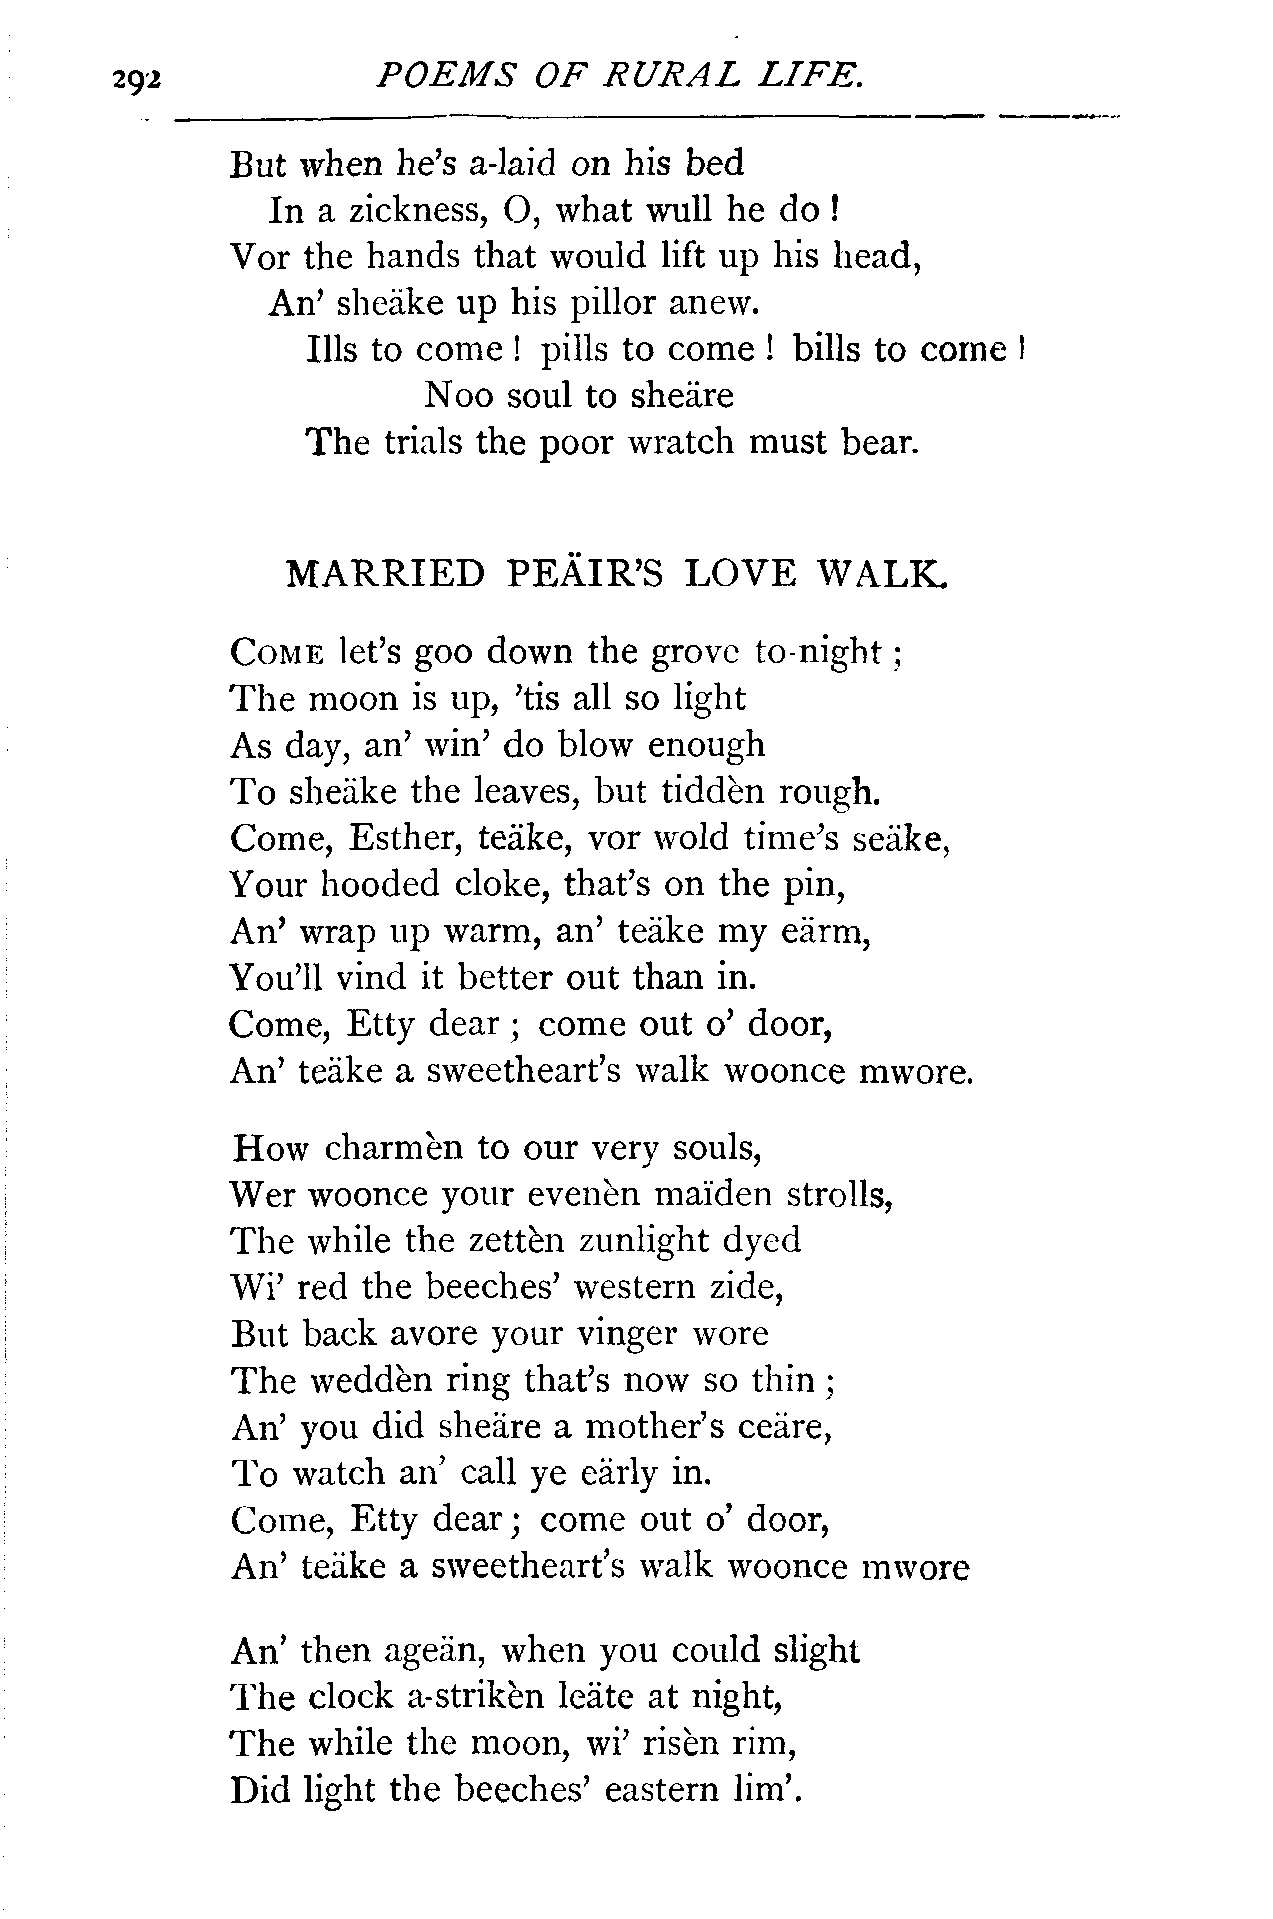 292 POEMS OF RURAL LIFE.
But when he's a-laid on his bed
In a zickness, O, what wull he do !
Vor the hands that would lift up his head,
An' sheäke up his pillor anew.
Ills to come ! pills to come ! bills to come !
Noo soul to sheäre
The trials the poor wratch must bear.
MARRIED PEÄIR'S LOVE WALK.
COME let's goo down the grove to-night ;
The moon is up, 'tis all so light
As day, an' win' do blow enough
To sheäke the leaves, but tiddèn rough.
Come, Esther, teäke, vor wold time's seäke,
Your hooded cloke, that's on the pin,
An' wrap up warm, an' teäke my eärm,
You'll vind it better out than in.
Come, Etty dear ; come out o' door,
An' teäke a sweetheart's walk woonce mwore.
How charmèn to our very souls,
Wer woonce your evenèn maïden strolls,
The while the zettèn zunlight dyed
Wi' red the beeches' western zide,
But back avore your vinger wore
The weddèn ring that's now so thin ;
An' you did sheäre a mother's ceäre,
To watch an' call ye eärly in.
Come, Etty dear ; come out o' door,
An' teäke a sweetheart's walk woonce mwore
An' then ageän, when you could slight
The clock a-strikèn leäte at night,
The while the moon, wi' risèn rim,
Did light the beeches' eastern lim'.